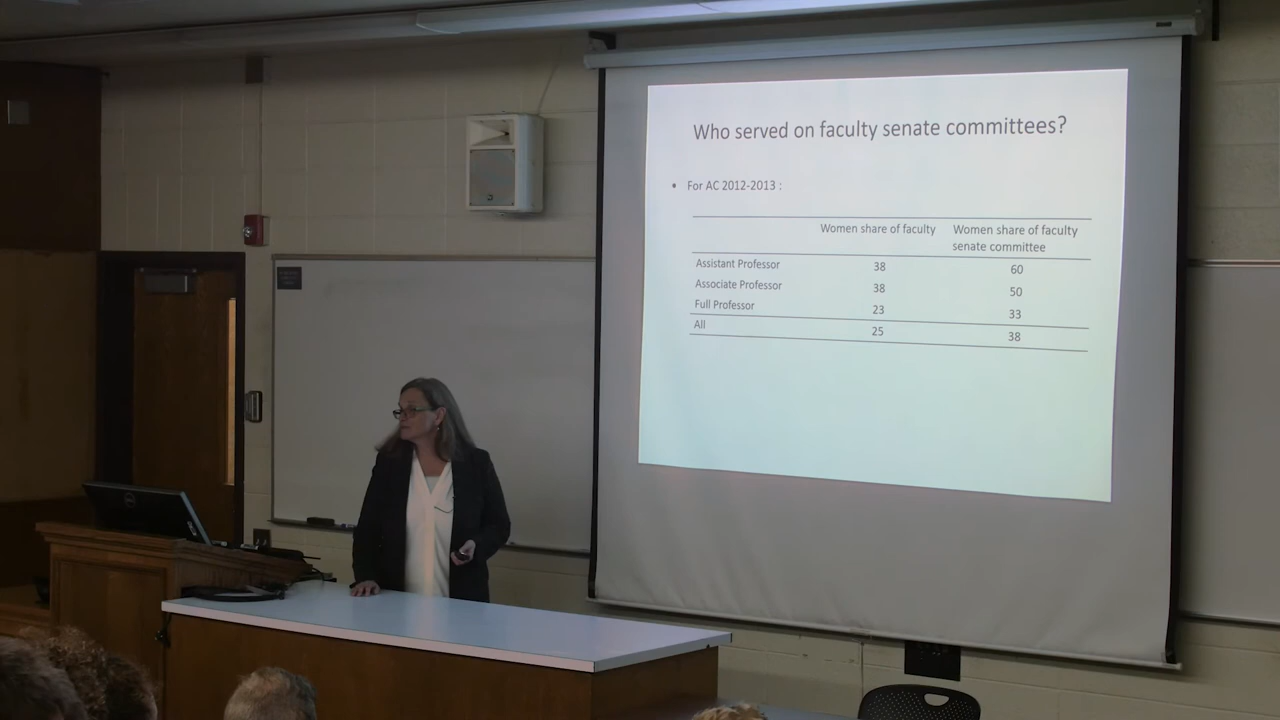 Who served on faculty senate committees?
• For AC 2012-2013 :
Women share of faculty Women share of faculty
senate committee
Assistant Professor 38 60
Associate Professor 38 50
Full Professor 23 33
All 25 38
DELL